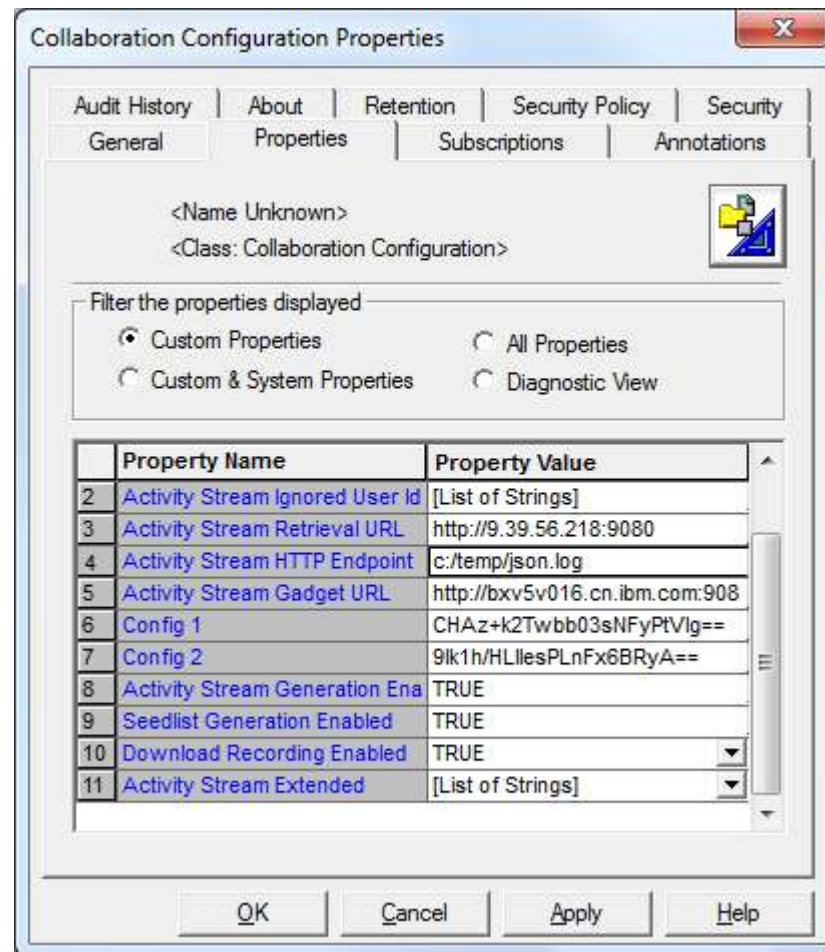 Collaboration Configuration Properties
Audit History About Retention Security Policy Security
General Properties Subscriptions Annotations
<Name Unknown>
<Class: Collaboration Configuration>
Filter the properties displayed
Custom Properties All Properties
Custom & System Properties Diagnostic View
Property Name Property Value
2 Activity Stream Ignored User Id [List of Strings]
3 Activity Stream Retrieval URL http://9.39.56.218:9080
4 Activity Stream HTTP Endpoint c:/temp/json.log
5 Activity Stream Gadget URL http://bxv5v016.cn.ibm.com:908
6 Config 1 CHAz+k2Twbb03sNFyPtVlg==
7 Config 2 9lk1h/HLllesPLnFx6BRyA==
8 Activity Stream Generation Ena TRUE
9 Seedlist Generation Enabled TRUE
10 Download Recording Enabled TRUE
11 Activity Stream Extended [List of Strings]
OK Cancel Apply Help